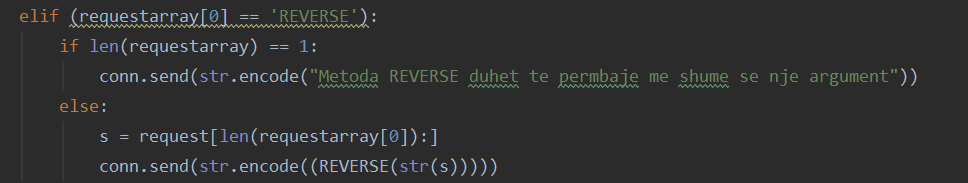 elif (requestarray[0] == 'REVERSE'):
if len(requestarray) == 1:
conn.send(str.encode("Metoda REVERSE duhet te permbaje me shume se nje argument"))
else:
s = request[len(requestarray[0]):]
conn.send(str.encode((REVERSE(str(s)))))